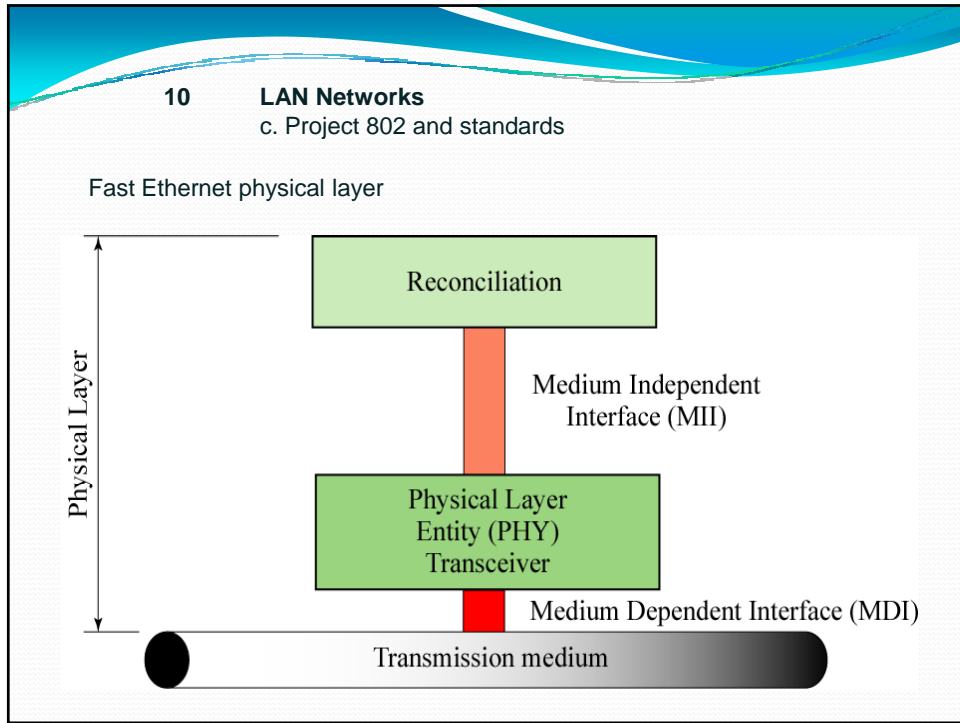 10 LAN Networks
c. Project 802 and standards
Fast Ethernet physical layer
Physical Layer
Reconciliation
Medium Independent
Interface (MII)
Physical Layer
Entity (PHY)
Transceiver
Medium Dependent Interface (MDI)
Transmission medium